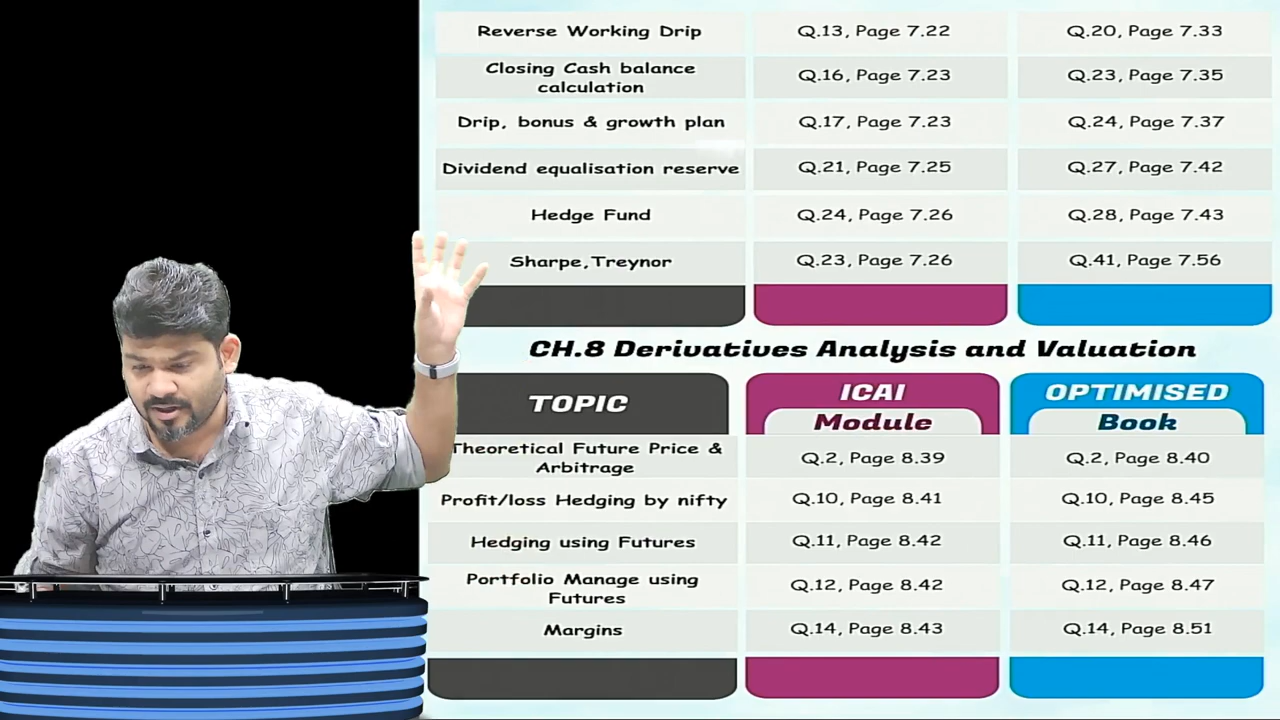 Reverse Working Drip Q.13, Page 7.22 Q.20, Page 7.33
Closing Cash balance
calculation Q.16, Page 7.23 Q.23, Page 7.35
Drip, bonus & growth plan Q.17, Page 7.23 Q.24, Page 7.37
Dividend equalisation reserve Q.21, Page 7.25 Q.27, Page 7.42
Hedge Fund Q.24, Page 7.26 Q.28, Page 7.43
Sharpe,Treynor Q.23, Page 7.26 Q.41, Page 7.56
CH.8 Derivatives Analysis and Valuation
TOPIC ICAI OPTIMISED
Module Book
Theoretical Future Price &
Arbitrage Q.2, Page 8.39 Q.2, Page 8.40
Profit/loss Hedging by nifty Q.10, Page 8.41 Q.10, Page 8.45
Hedging using Futures Q.11, Page 8.42 Q.11, Page 8.46
Portfolio Manage using
Futures Q.12, Page 8.42 Q.12, Page 8.47
Margins Q.14, Page 8.43 Q.14, Page 8.51